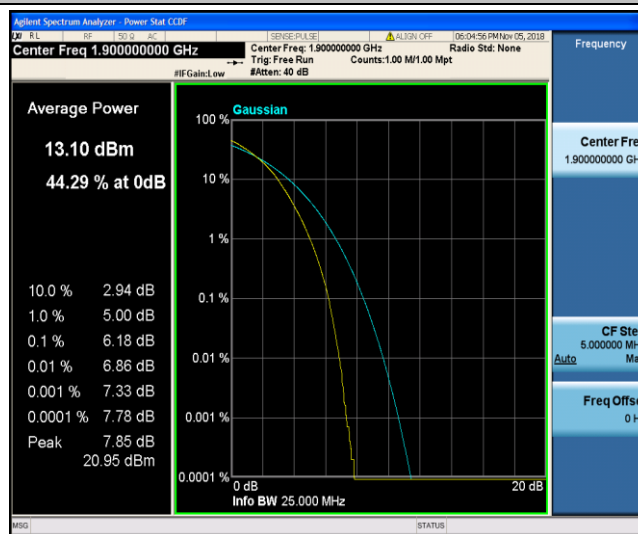 Agilent Spectrum Analyzer - Power Stat CCDF
RL RF 50 Ω AC SENSE:PULSE ALIGN OFF 06:04:56 PM Nov 05, 2018
Center Freq 1.900000000 GHz
Center Freq: 1.900000000 GHz Radio Std: None
Trig: Free Run Counts:1.00 M/1.00 Mpt
#IFGain:Low #Atten: 40 dB
Frequency
Average Power
13.10 dBm
44.29 % at 0dB
10.0 % 2.94 dB
1.0 % 5.00 dB
0.1 % 6.18 dB
0.01 % 6.86 dB
0.001 % 7.33 dB
0.0001 % 7.78 dB
Peak 7.85 dB
20.95 dBm
Gaussian
100 %
10 %
1 %
0.1 %
0.01 %
0.001 %
0.0001 %
0 dB 20 dB
Info BW 25.000 MHz
Center Fre
1.900000000 GH
CF Ste
5.000000 MH
Auto Ma
Freq Offs
0 H
MSG STATUS